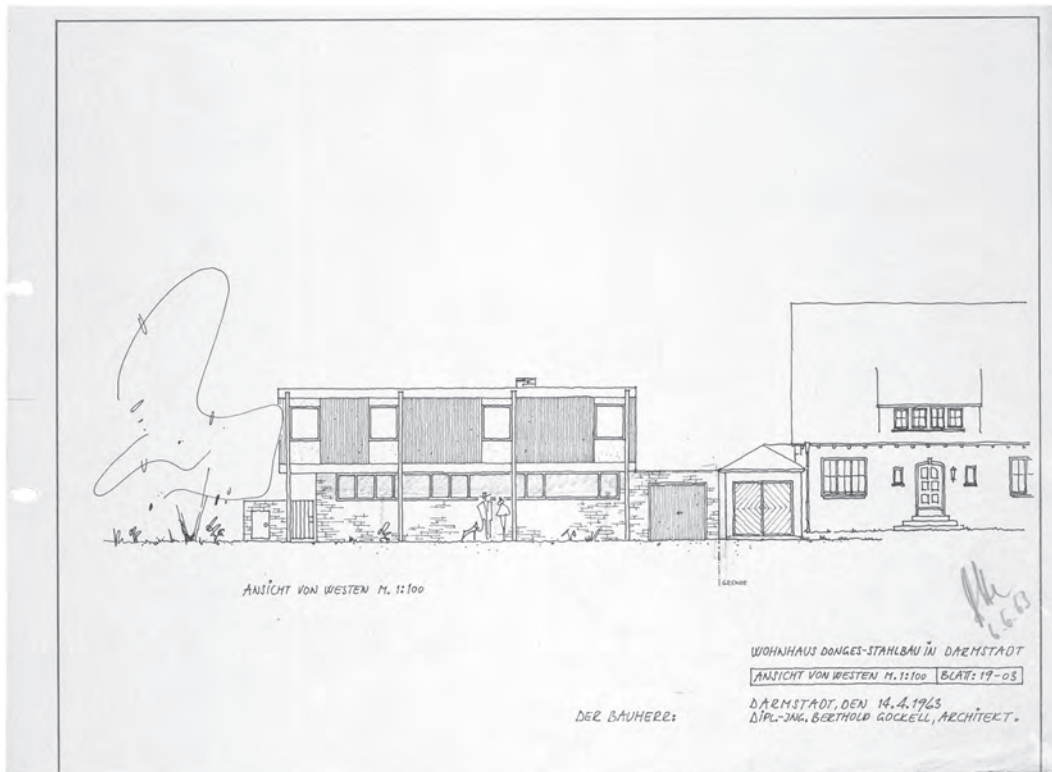 ANSICHT VON WESTEN M. 1:100
GRENZE
6.6.63
WOHNHAUS DONGES-STAHLBAU IN DARMSTADT
ANSICHT VON WESTEN M. 1:100 BLATT: 19-03
DARMSTADT, DEN 14.4.1963
DER BAUHERR:
DIPL.-ING. BERTHOLD GOCKELL, ARCHITEKT.